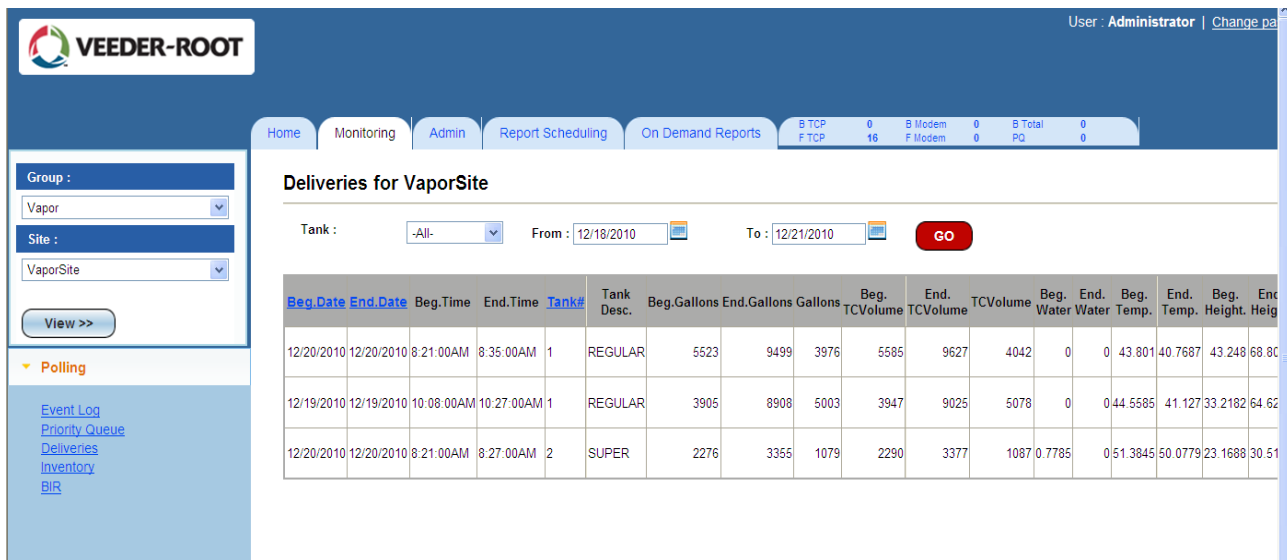 VEEDER-ROOT
User : Administrator | Change pa
Home Monitoring Admin Report Scheduling On Demand Reports
B TCP 0 B Modem 0 B Total 0
F TCP 16 F Modem 0 PQ 0
Group :
Vapor
Site :
VaporSite
View >>
Polling
Event Log
Priority Queue
Deliveries
Inventory
BIR
Deliveries for VaporSite
Tank : -All- From : 12/18/2010 To : 12/21/2010 GO
Beg.Date End.Date Beg.Time End.Time Tank# Tank Desc. Beg.Gallons End.Gallons Gallons Beg. TCVolume End. TCVolume TCVolume Beg. Water End. Water Beg. Temp. End. Temp. Beg. Height. End Heig
12/20/2010 12/20/2010 8:21:00AM 8:35:00AM 1 REGULAR 5523 9499 3976 5585 9627 4042 0 0 43.801 40.7687 43.248 68.80
12/19/2010 12/19/2010 10:08:00AM 10:27:00AM 1 REGULAR 3905 8908 5003 3947 9025 5078 0 0 44.5585 41.127 33.2182 64.62
12/20/2010 12/20/2010 8:21:00AM 8:27:00AM 2 SUPER 2276 3355 1079 2290 3377 1087 0.7785 0 51.3845 50.0779 23.1688 30.51